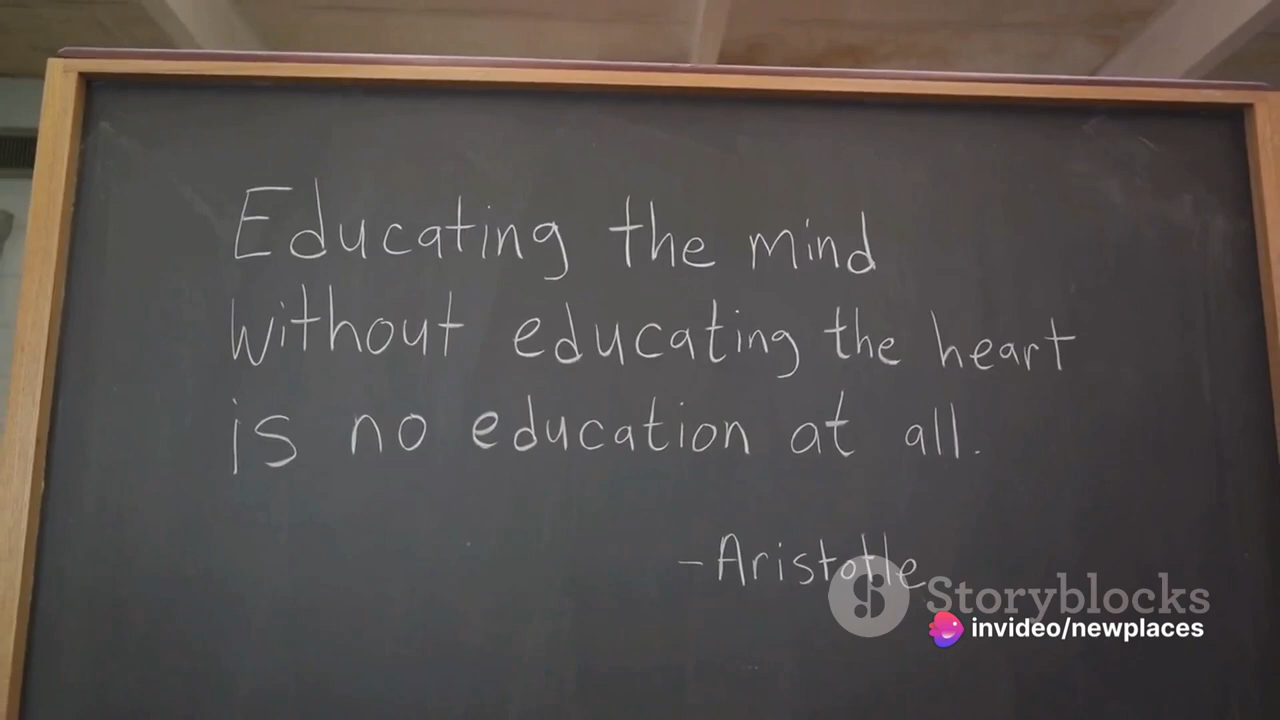 Educating the mind
without educating the heart
is no education at all.
-Aristotle
Storyblocks
invideo/newplaces